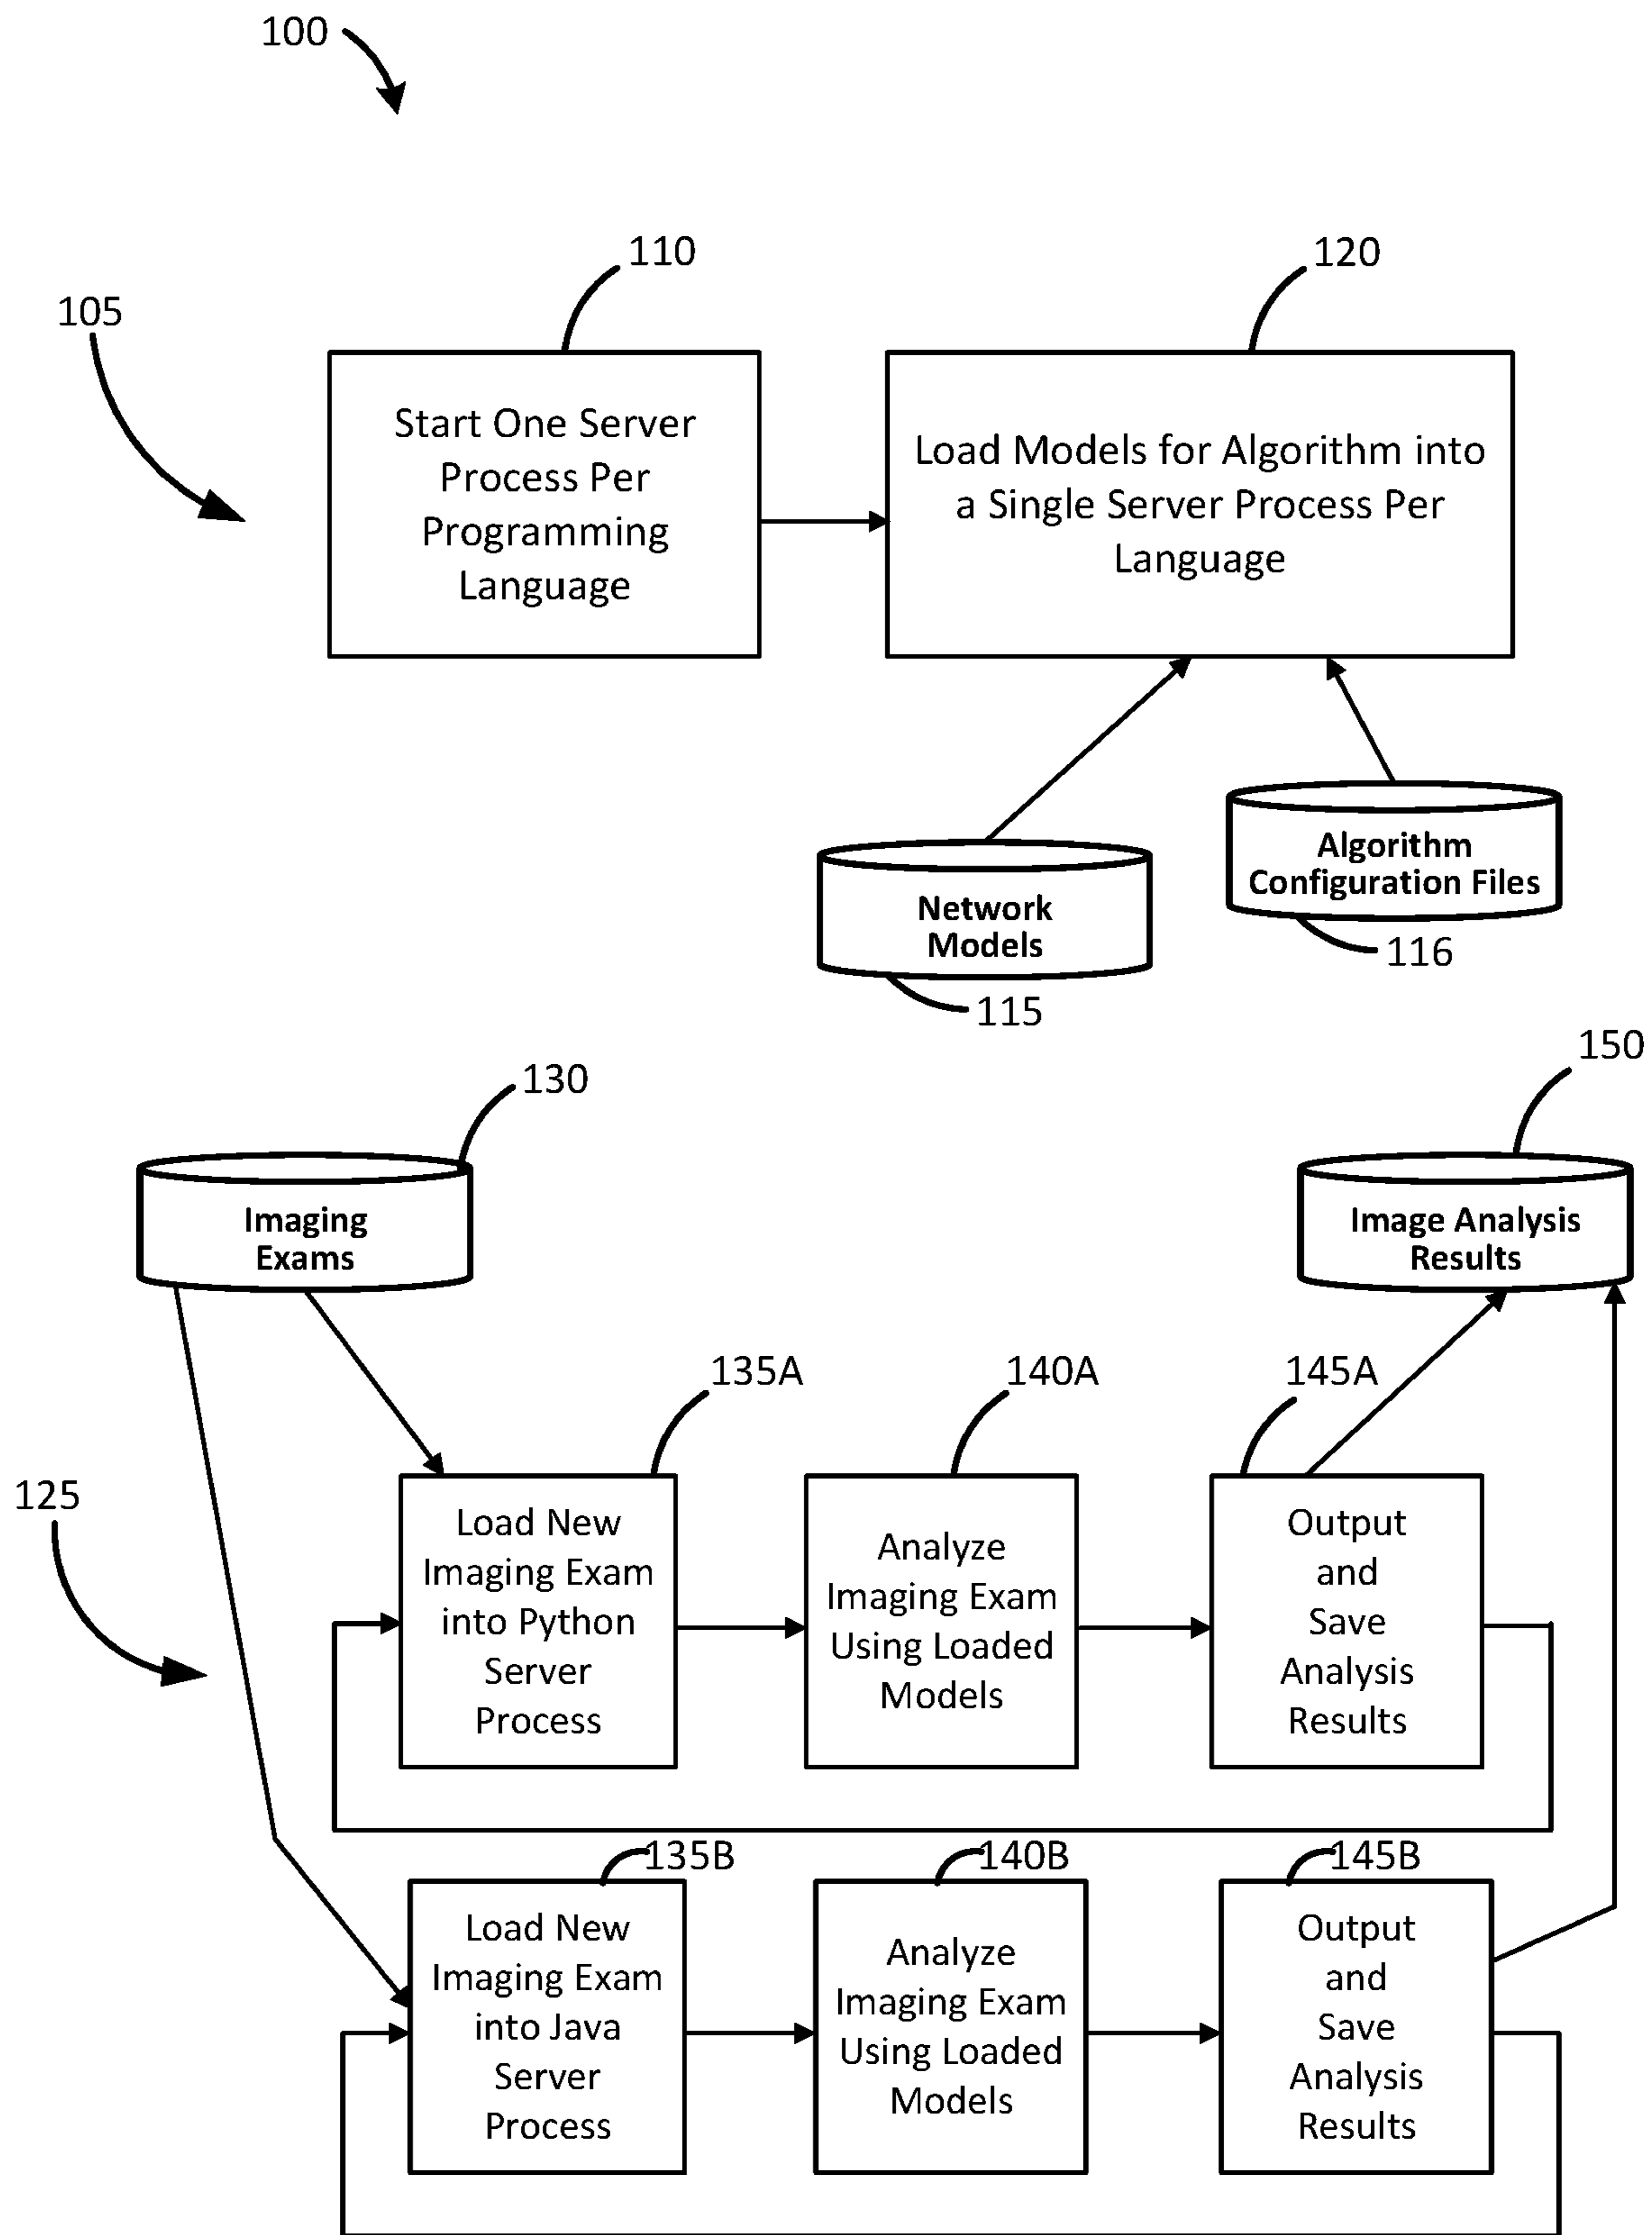 100
110
120
105
Start One Server
Process Per
Programming
Language
Load Models for Algorithm into
a Single Server Process Per
Language
Algorithm
Configuration Files
Network
Models
116
115
150
130
Imaging
Exams
Image Analysis
Results
135A
140A
145A
125
Load New
Imaging Exam
into Python
Server
Process
Analyze
Imaging Exam
Using Loaded
Models
Output
and
Save
Analysis
Results
135B
140B
145B
Load New
Imaging Exam
into Java
Server
Process
Analyze
Imaging Exam
Using Loaded
Models
Output
and
Save
Analysis
Results